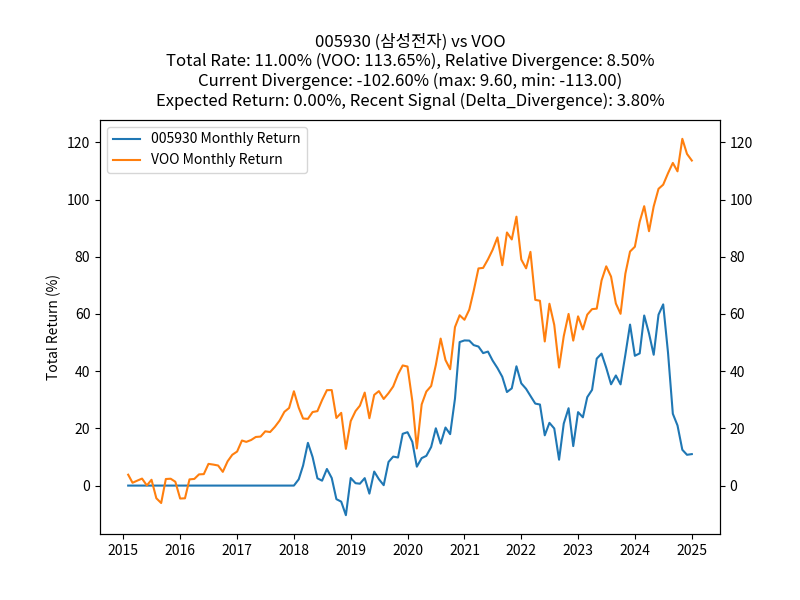 005930 (삼성전자) vs VOO
Total Rate: 11.00% (VOO: 113.65%), Relative Divergence: 8.50%
Current Divergence: -102.60% (max: 9.60, min: -113.00)
Expected Return: 0.00%, Recent Signal (Delta_Divergence): 3.80%
005930 Monthly Return
VOO Monthly Return
Total Return (%)
120 120
100 100
80 80
60 60
40 40
20 20
0 0
2015 2016 2017 2018 2019 2020 2021 2022 2023 2024 2025